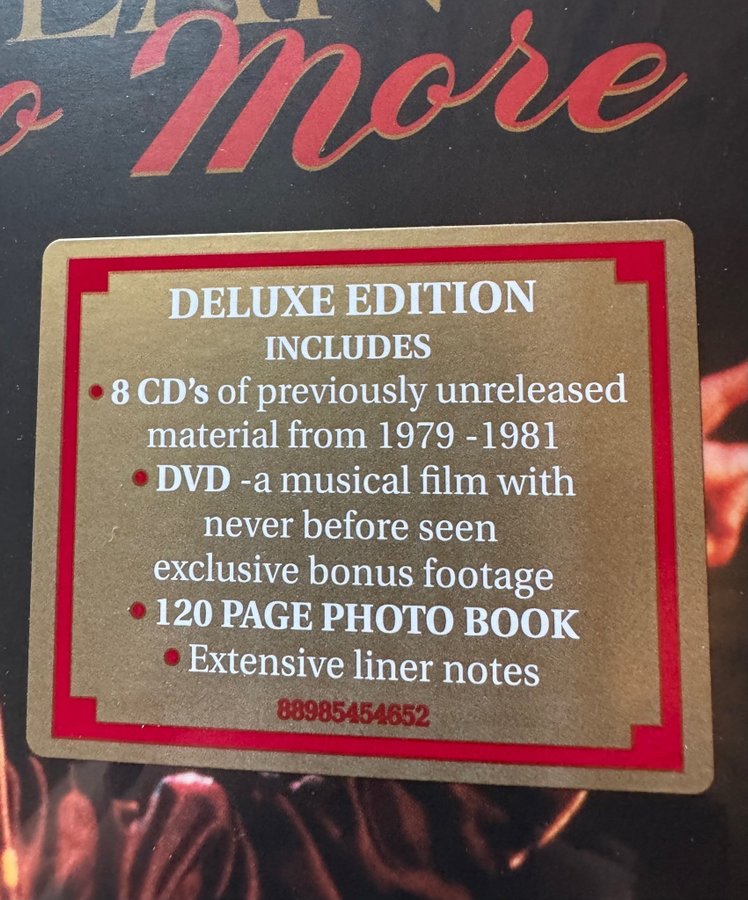 More
DELUXE EDITION
INCLUDES
• 8 CD's of previously unreleased
material from 1979 -1981
• DVD -a musical film with
never before seen
exclusive bonus footage
• 120 PAGE PHOTO BOOK
• Extensive liner notes
88985454652